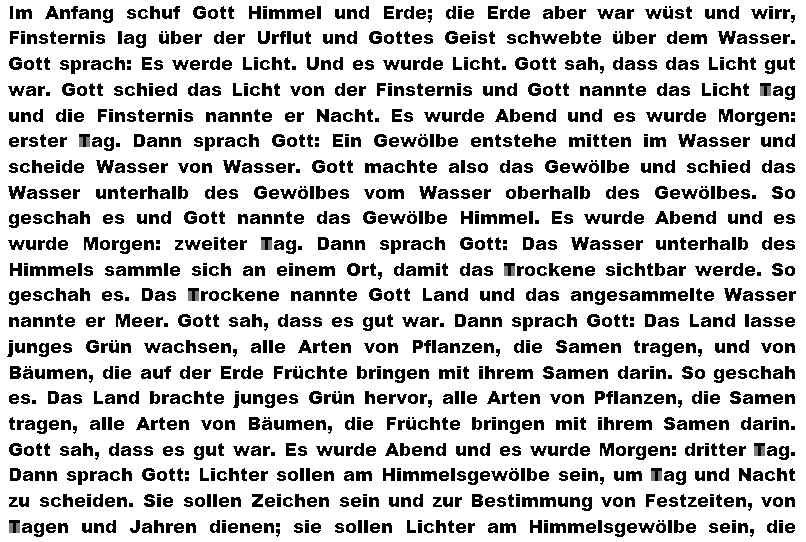 Im Anfang schuf Gott Himmel und Erde; die Erde aber war wüst und wirr,
Finsternis lag über der Urflut und Gottes Geist schwebte über dem Wasser.
Gott sprach: Es werde Licht. Und es wurde Licht. Gott sah, dass das Licht gut
war. Gott schied das Licht von der Finsternis und Gott nannte das Licht Tag
und die Finsternis nannte er Nacht. Es wurde Abend und es wurde Morgen:
erster Tag. Dann sprach Gott: Ein Gewölbe entstehe mitten im Wasser und
scheide Wasser von Wasser. Gott machte also das Gewölbe und schied das
Wasser unterhalb des Gewölbes vom Wasser oberhalb des Gewölbes. So
geschah es und Gott nannte das Gewölbe Himmel. Es wurde Abend und es
wurde Morgen: zweiter Tag. Dann sprach Gott: Das Wasser unterhalb des
Himmels sammle sich an einem Ort, damit das Trockene sichtbar werde. So
geschah es. Das Trockene nannte Gott Land und das angesammelte Wasser
nannte er Meer. Gott sah, dass es gut war. Dann sprach Gott: Das Land lasse
junges Grün wachsen, alle Arten von Pflanzen, die Samen tragen, und von
Bäumen, die auf der Erde Früchte bringen mit ihrem Samen darin. So geschah
es. Das Land brachte junges Grün hervor, alle Arten von Pflanzen, die Samen
tragen, alle Arten von Bäumen, die Früchte bringen mit ihrem Samen darin.
Gott sah, dass es gut war. Es wurde Abend und es wurde Morgen: dritter Tag.
Dann sprach Gott: Lichter sollen am Himmelsgewölbe sein, um Tag und Nacht
zu scheiden. Sie sollen Zeichen sein und zur Bestimmung von Festzeiten, von
Tagen und Jahren dienen; sie sollen Lichter am Himmelsgewölbe sein, die